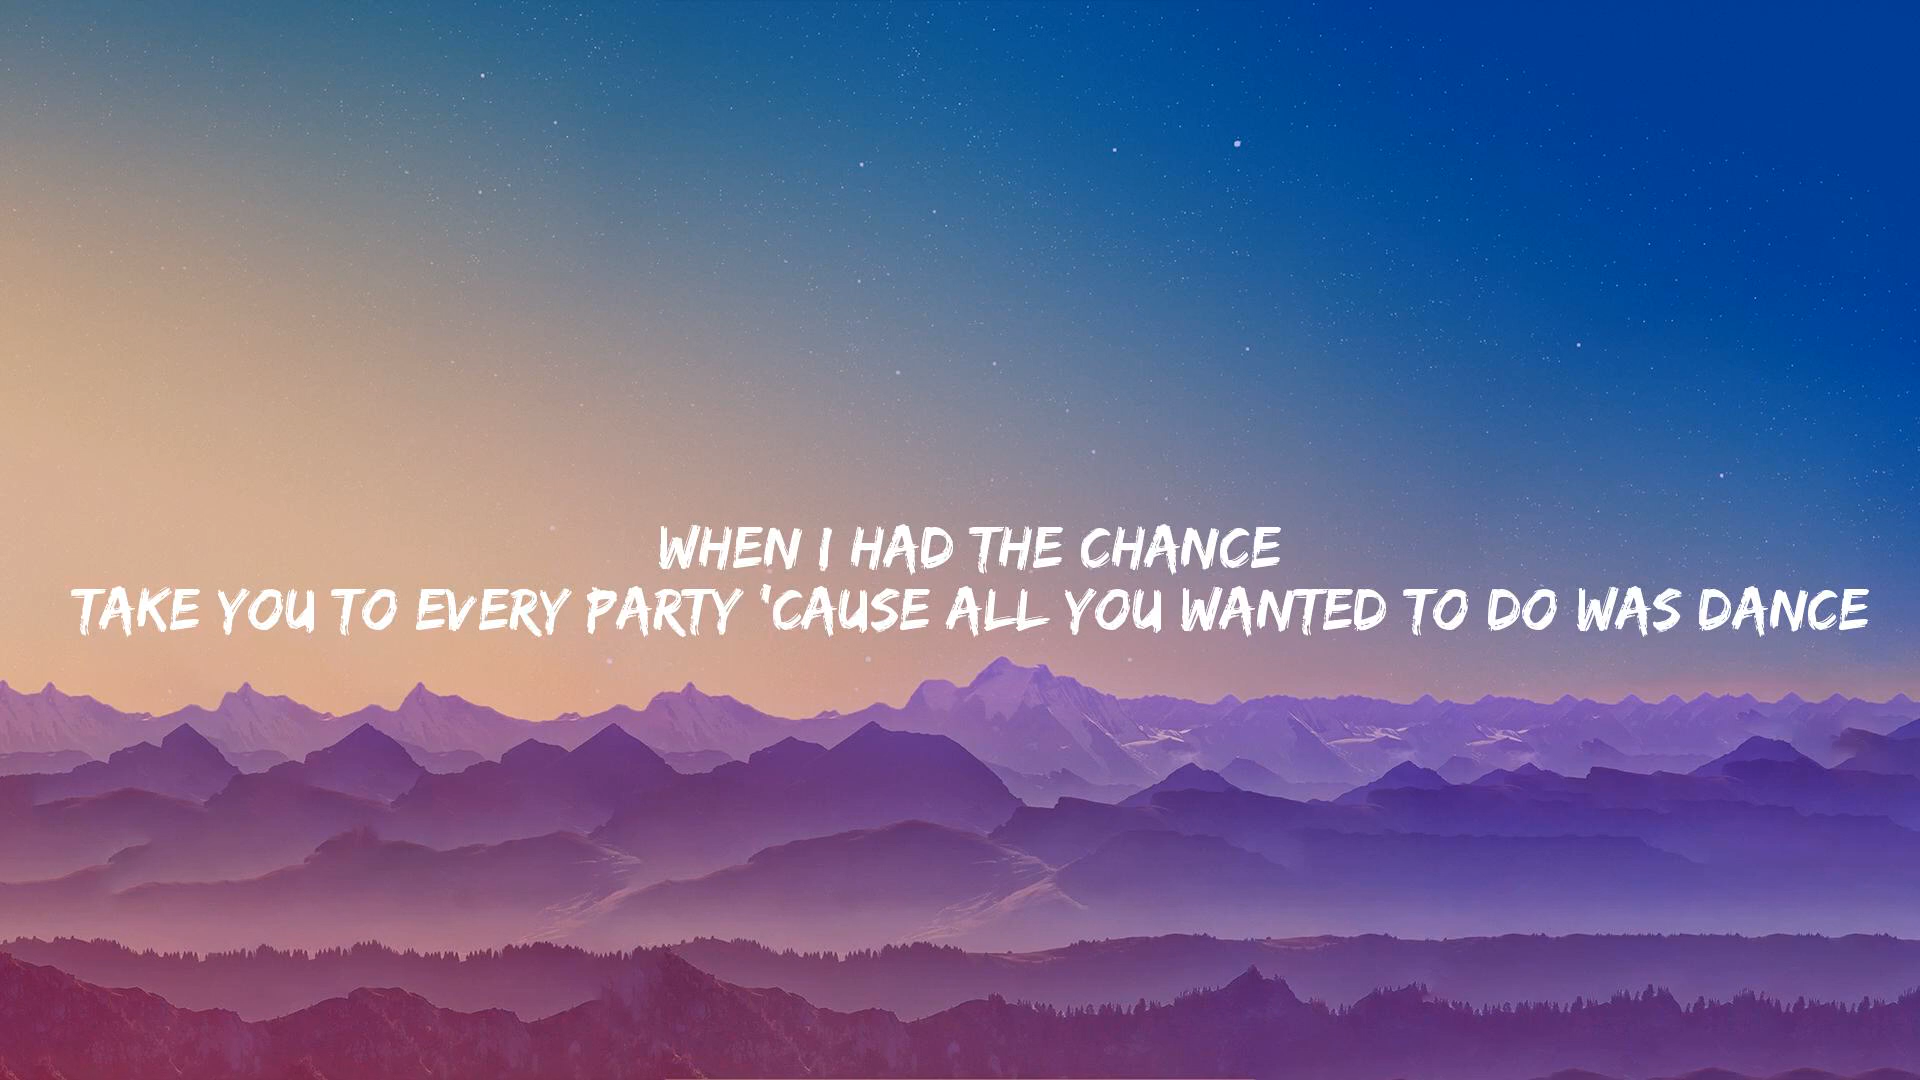 WHEN I HAD THE CHANCE
TAKE YOU TO EVERY PARTY 'CAUSE ALL YOU WANTED TO DO WAS DANCE